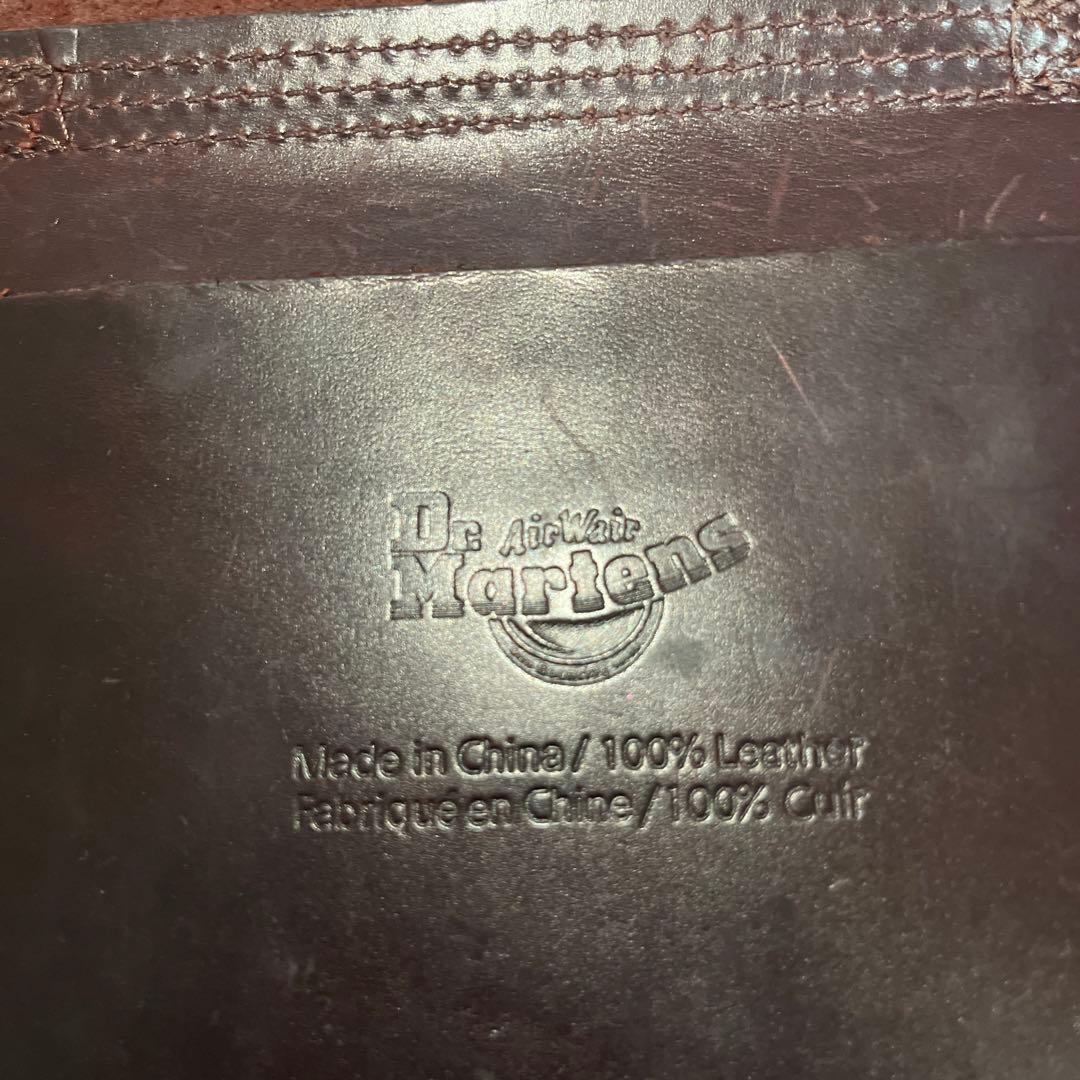 Dr. AirWair
Martens
Made in China / 100% Leather
Fabriqué en Chine / 100% Cuir